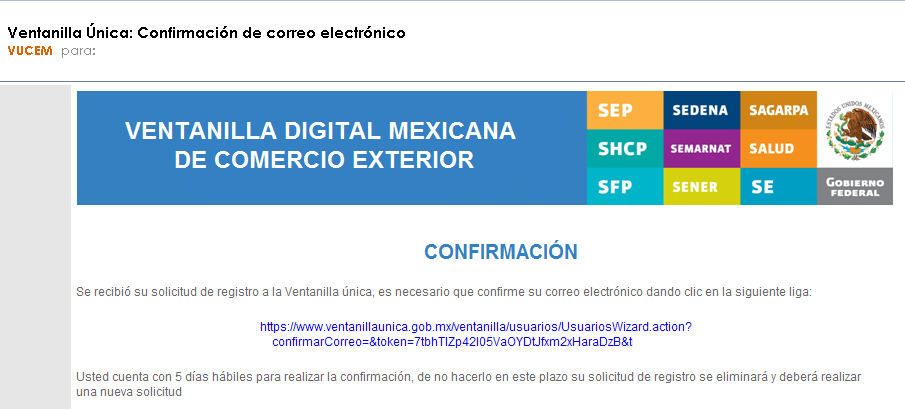 Ventanilla Única: Confirmación de correo electrónico
VUCEM para:
VENTANILLA DIGITAL MEXICANA
DE COMERCIO EXTERIOR
SEP SEDENA SAGARPA
SHCP SEMARNAT SALUD
SFP SENER SE
ESTADOS UNIDOS MEXICANOS
GOBIERNO
FEDERAL
CONFIRMACIÓN
Se recibió su solicitud de registro a la Ventanilla única, es necesario que confirme su correo electrónico dando clic en la siguiente liga:
https://www.ventanillaunica.gob.mx/ventanilla/usuarios/UsuariosWizard.action?
confirmarCorreo=&token=7tbhTIZp42I05VaOYDtJfxm2xHaraDzB&t
Usted cuenta con 5 días hábiles para realizar la confirmación, de no hacerlo en este plazo su solicitud de registro se eliminará y deberá realizar
una nueva solicitud